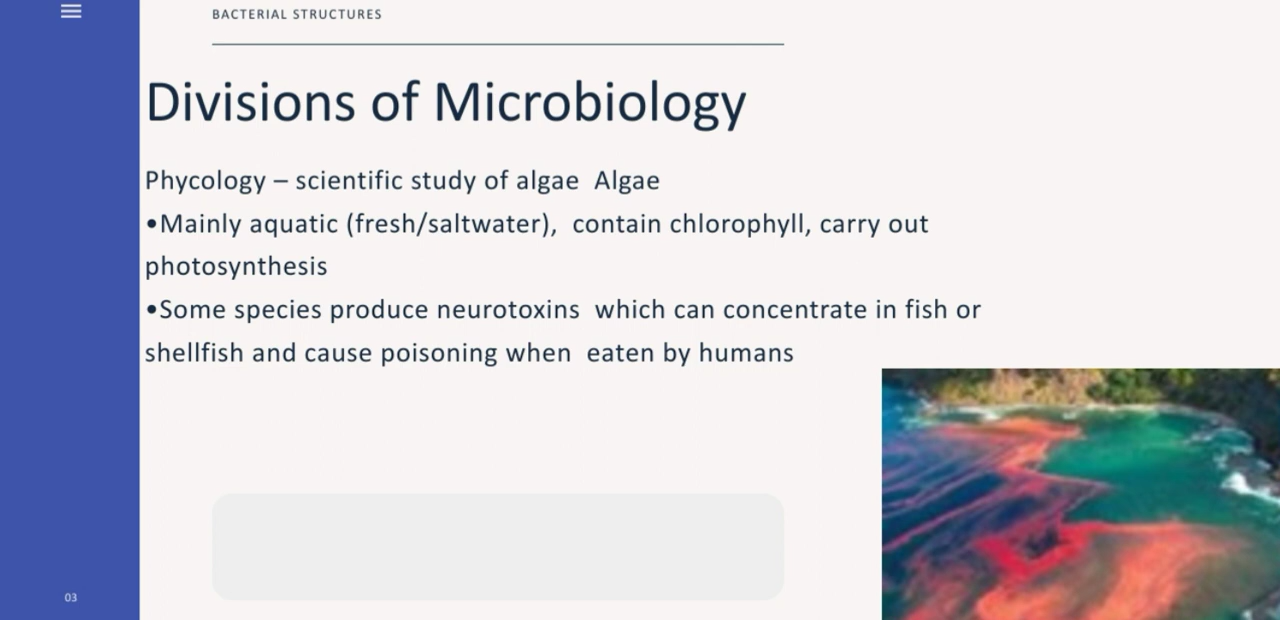 BACTERIAL STRUCTURES
Divisions of Microbiology
Phycology – scientific study of algae  Algae
•Mainly aquatic (fresh/saltwater),  contain chlorophyll, carry out
photosynthesis
•Some species produce neurotoxins  which can concentrate in fish or
shellfish and cause poisoning when  eaten by humans
03